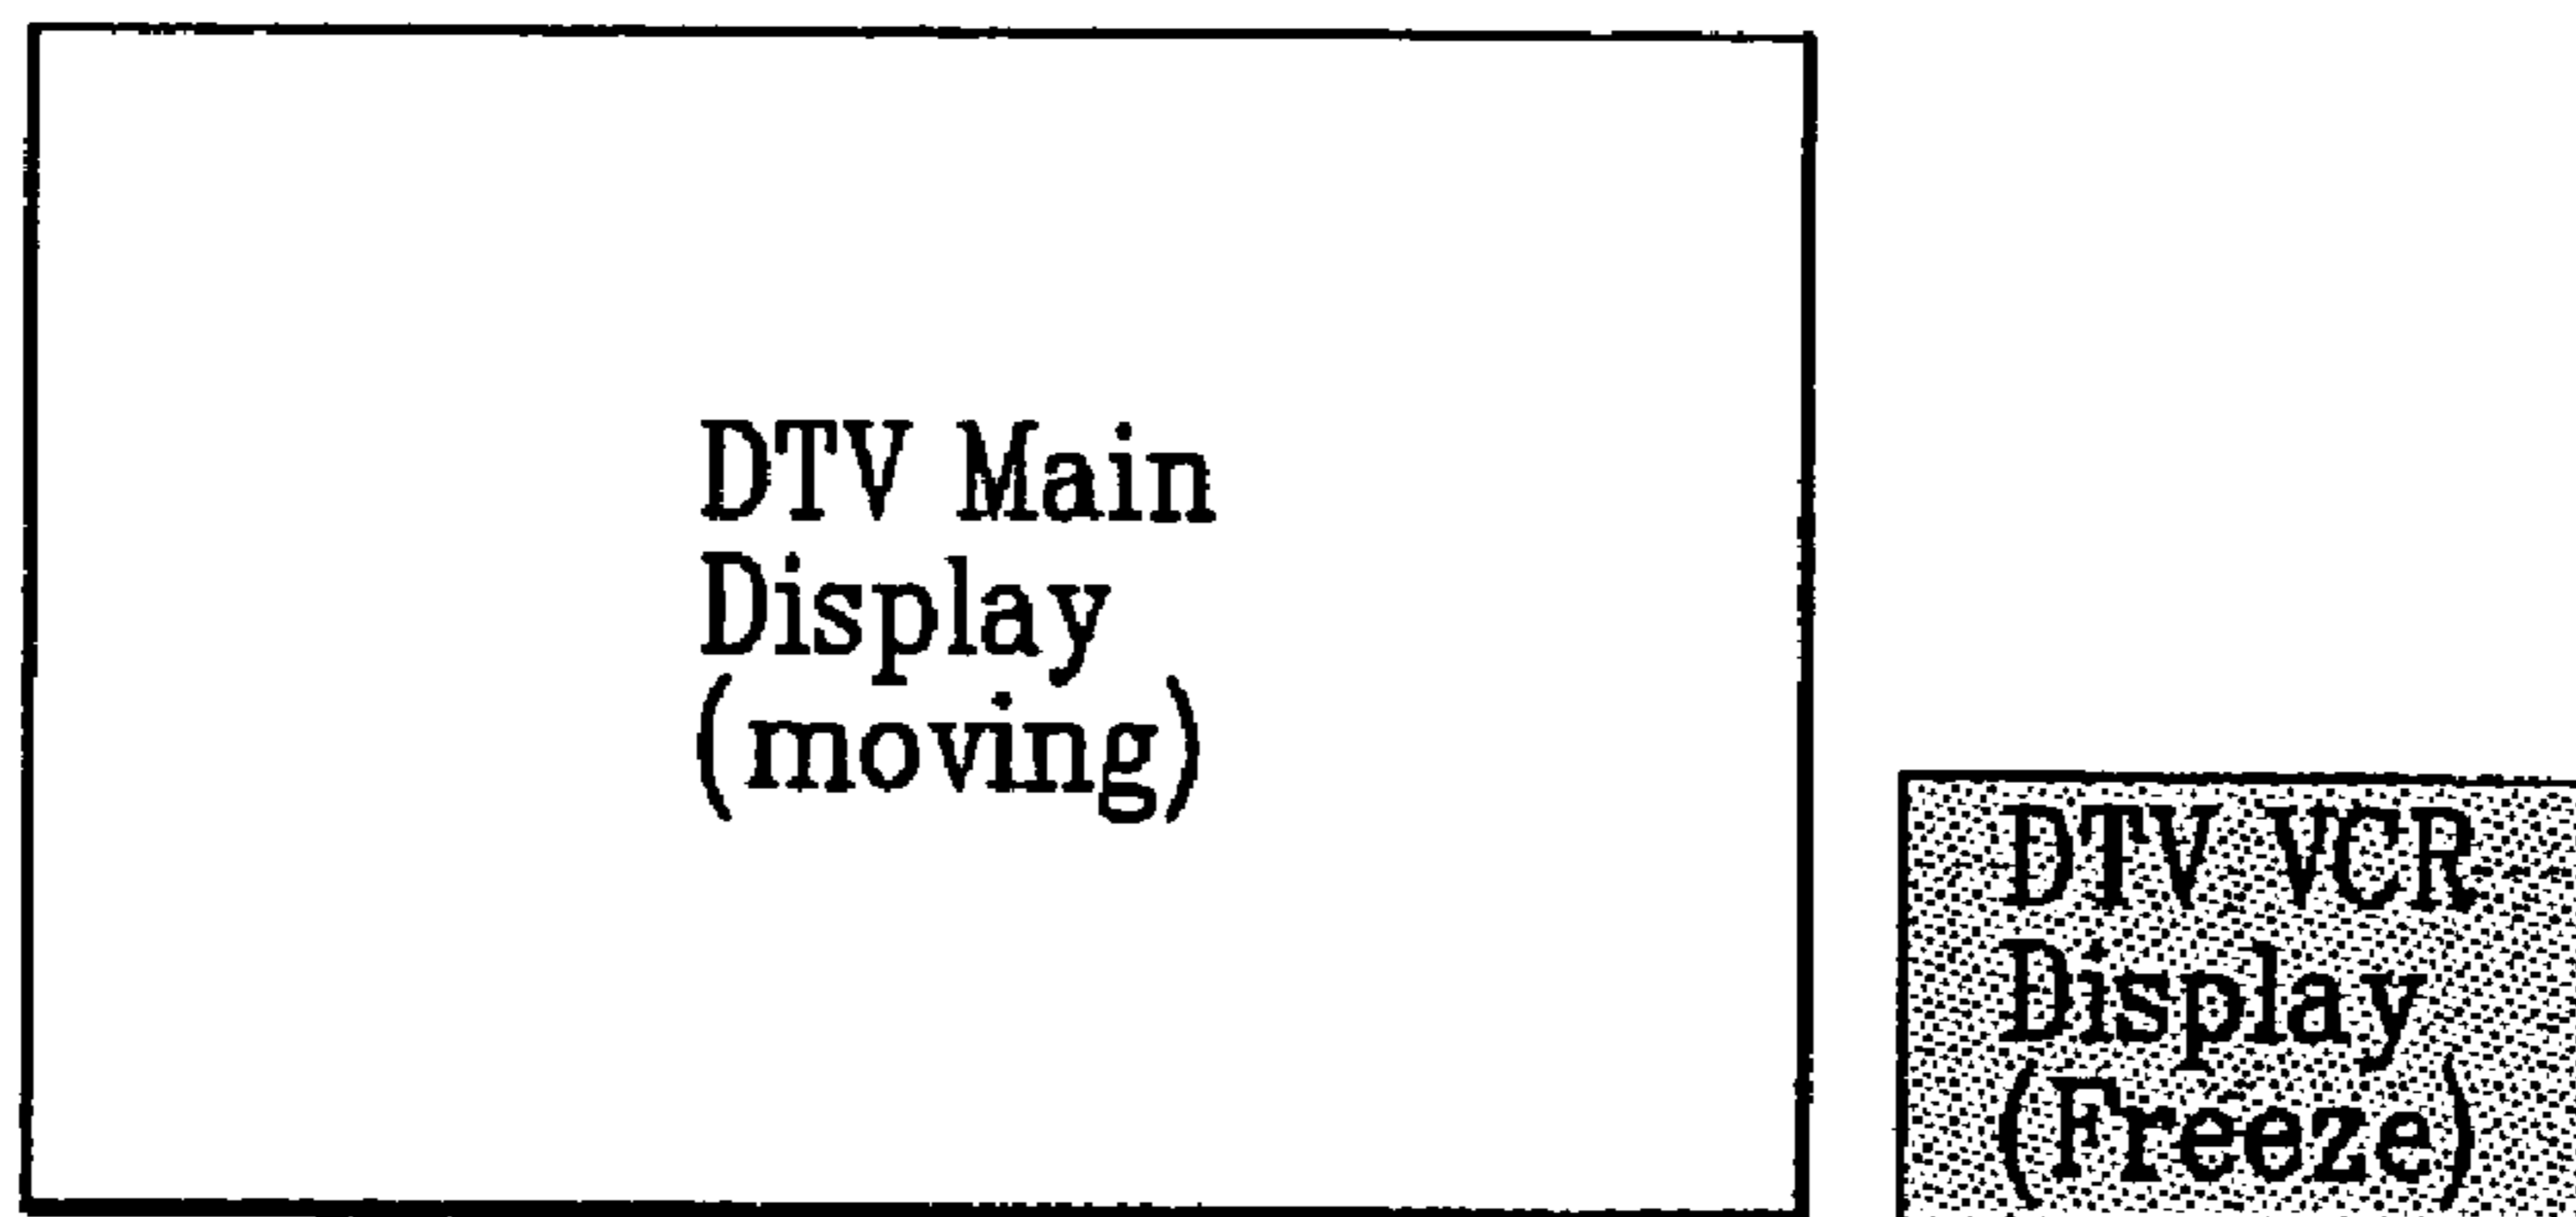 DTV Main
Display
(moving)
DTV VCR
Display
(Freeze)